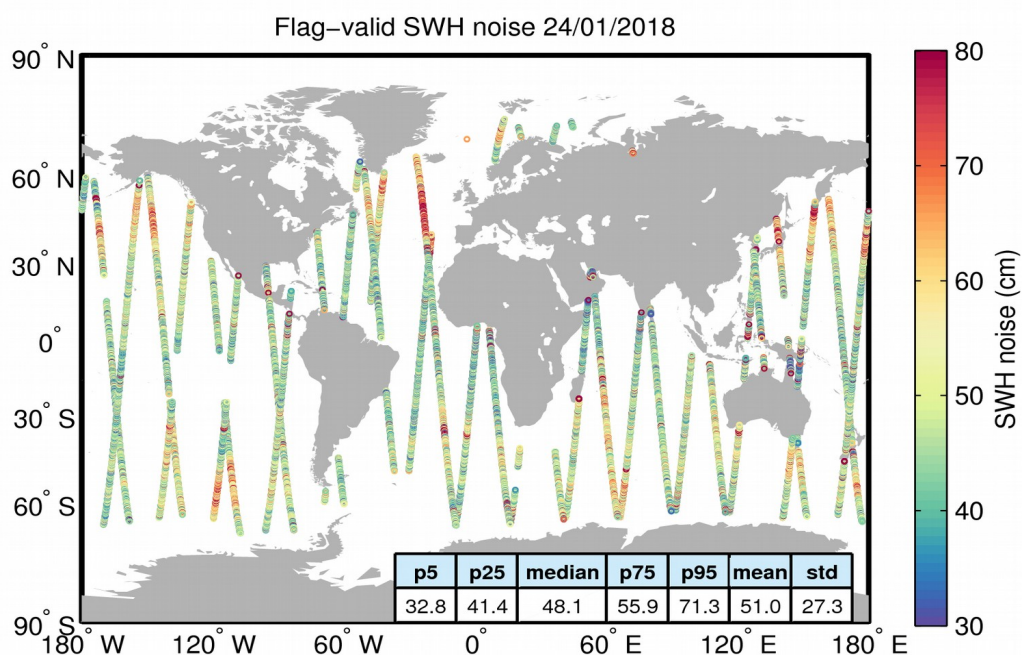 Flag−valid SWH noise 24/01/2018
90° N
60° N
30° N
0°
30° S
60° S
90° S
180° W
120° W
60° W
0°
60° E
120° E
180° E
p5 p25 median p75 p95 mean std
32.8 41.4 48.1 55.9 71.3 51.0 27.3
80
70
60
50
40
30
SWH noise (cm)